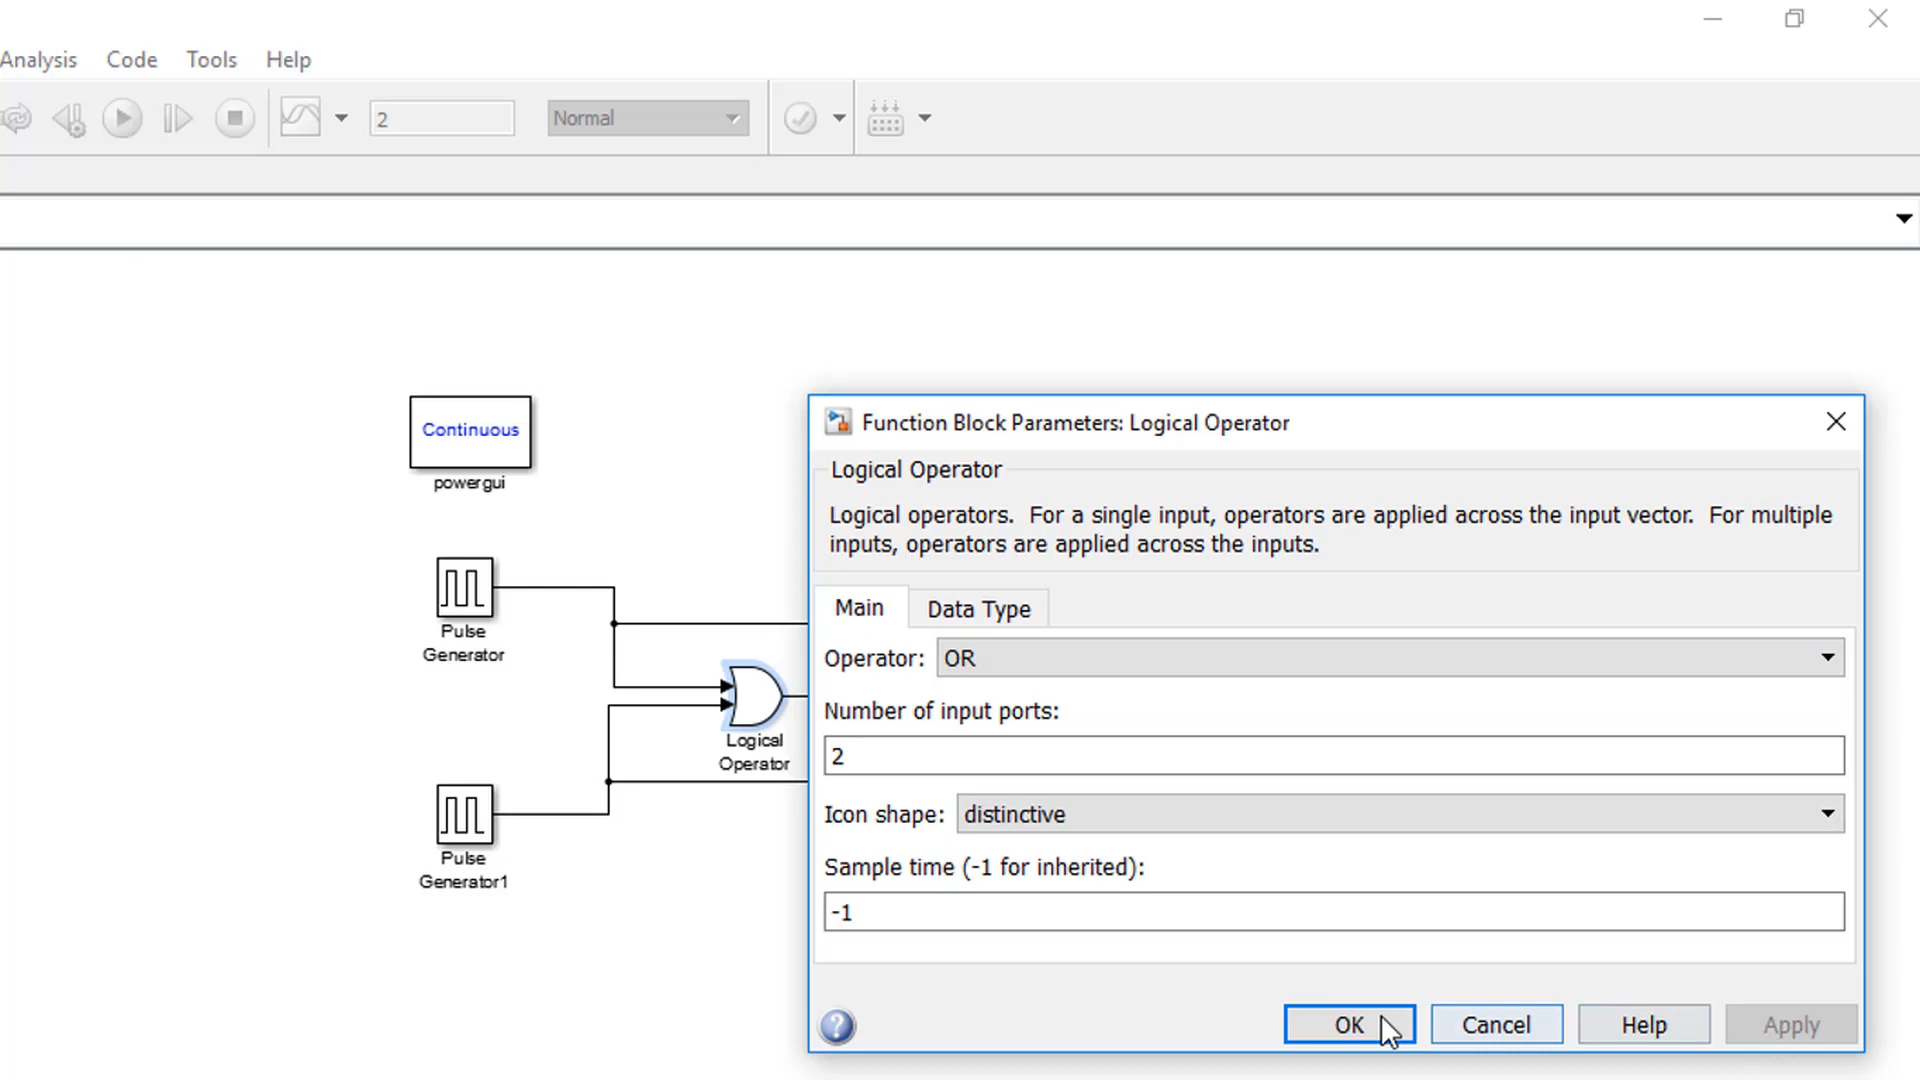 Analysis Code Tools Help
2 Normal
Continuous
powergui
Pulse
Generator
Logical
Operator
Pulse
Generator1
Function Block Parameters: Logical Operator
Logical Operator
Logical operators. For a single input, operators are applied across the input vector. For multiple
inputs, operators are applied across the inputs.
Main Data Type
Operator: OR
Number of input ports:
2
Icon shape: distinctive
Sample time (-1 for inherited):
-1
? OK Cancel Help Apply